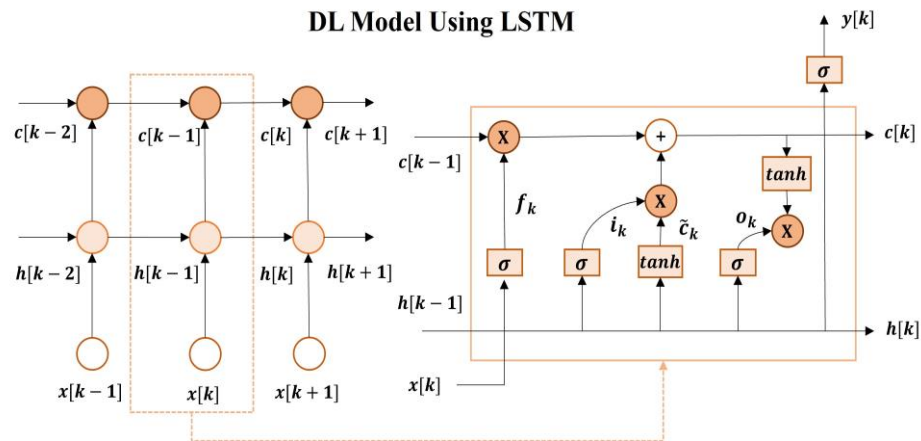 DL Model Using LSTM
c[k − 2]
c[k − 1]
c[k]
c[k + 1]
h[k − 2]
h[k − 1]
h[k]
h[k + 1]
x[k − 1]
x[k]
x[k + 1]
y[k]
σ
c[k − 1]
X
+
c[k]
tanh
f_k
i_k
X
c̃_k
o_k
X
σ
σ
tanh
σ
h[k − 1]
h[k]
x[k]